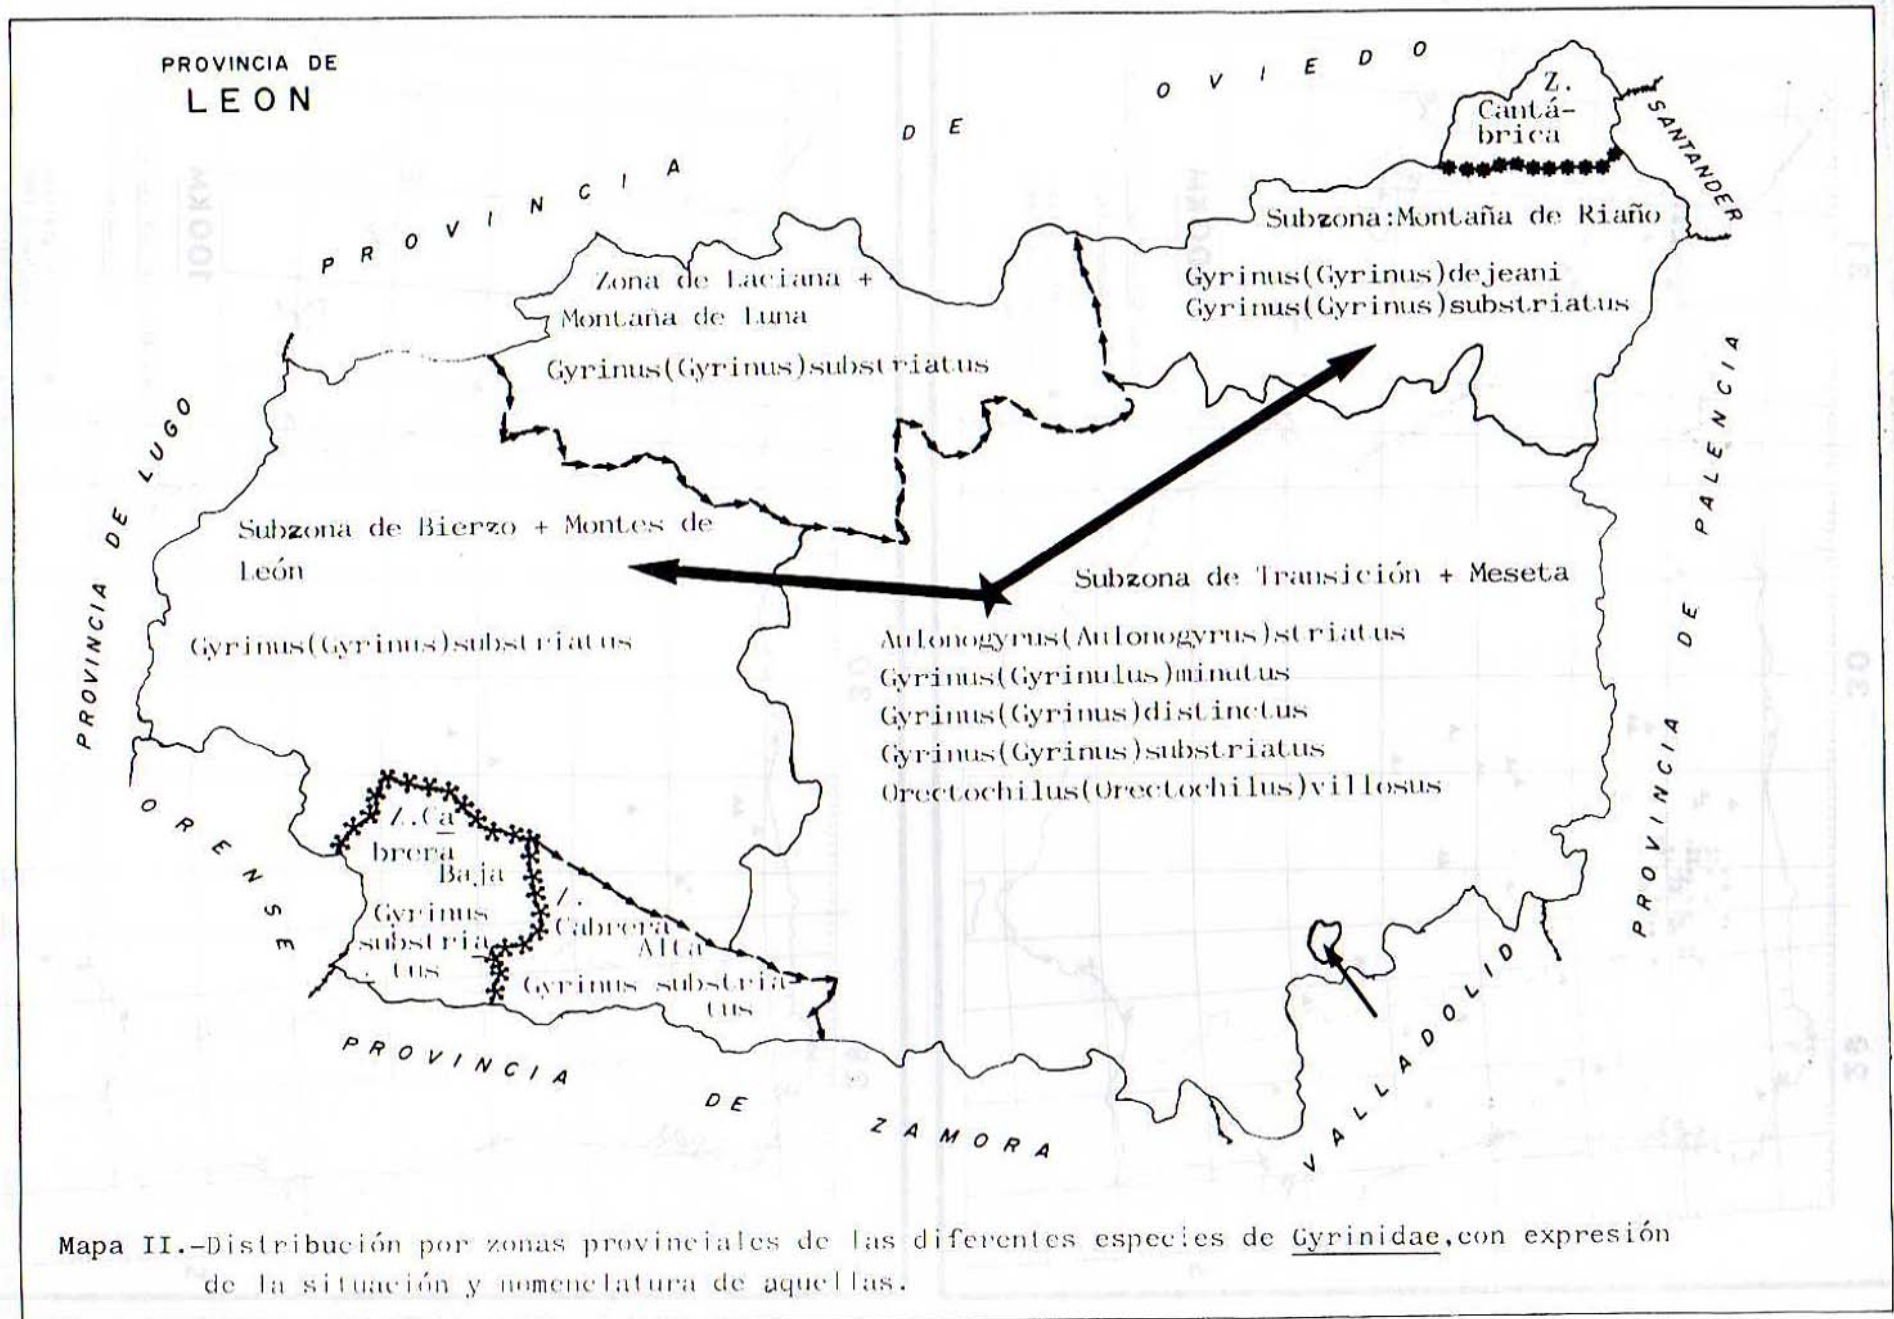 PROVINCIA DE
LEON
PROVINCIA DE OVIEDO
SANTANDER
Z.
Cantá-
brica
Subzona:Montaña de Riaño
Gyrinus(Gyrinus)dejeani
Gyrinus(Gyrinus)substriatus
Zona de Laciana +
Montaña de Luna
Gyrinus(Gyrinus)substriatus
PROVINCIA DE LUGO
PROVINCIA DE PALENCIA
Subzona de Bierzo + Montes de
León
Gyrinus(Gyrinus)substriatus
Subzona de Transición + Meseta
Aulonogyrus(Aulonogyrus)striatus
Gyrinus(Gyrinulus)minutus
Gyrinus(Gyrinus)distinctus
Gyrinus(Gyrinus)substriatus
Orectochilus(Orectochilus)villosus
ORENSE
Z.Ca
brera
Baja
Gyrinus
substria
tus
Z.
Cabrera
Alta
Gyrinus substria-
tus
PROVINCIA DE ZAMORA
VALLADOLID
Mapa II.-Distribución por zonas provinciales de las diferentes especies de Gyrinidae,con expresión
de la situación y nomenclatura de aquellas.